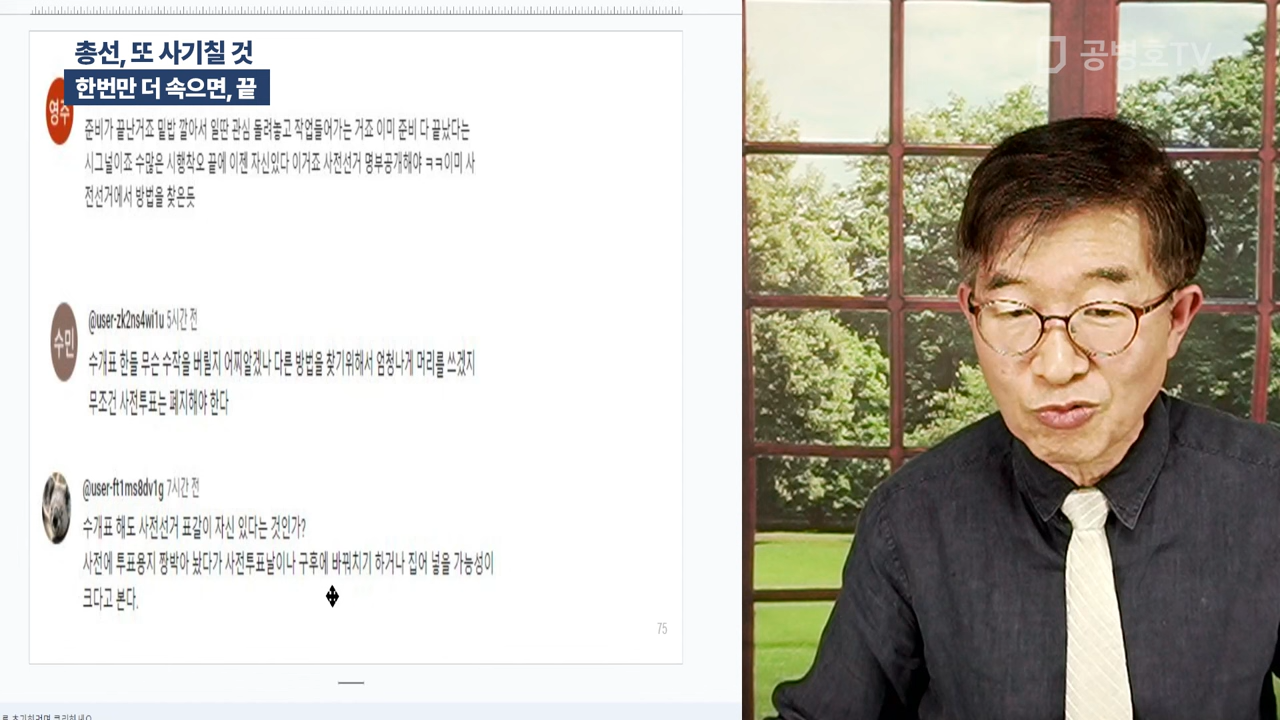 총선, 또 사기칠 것
한번만 더 속으면, 끝
공병호TV
영주
준비가 끝난거죠 밑밥 깔아서 일딴 관심 돌려놓고 작업들어가는 거죠 이미 준비 다 끝났다는
시그널이죠 수많은 시행착오 끝에 이젠 자신있다 이거죠 사전선거 명부공개해야 ㅋㅋ이미 사
전선거에서 방법을 찾은듯
수민
@user-zk2ns4wi1u 5시간 전
수개표 한들 무슨 수작을 버릴지 어찌알겠나 다른 방법을 찾기위해서 엄청나게 머리를 쓰겠지
무조건 사전투표는 폐지해야 한다
@user-ft1ms8dv1g 7시간 전
수개표 해도 사전선거 표갈이 자신 있다는 것인가?
사전에 투표용지 짱박아 놨다가 사전투표날이나 구후에 바꿔치기 하거나 집어 넣을 가능성이
크다고 본다.
75